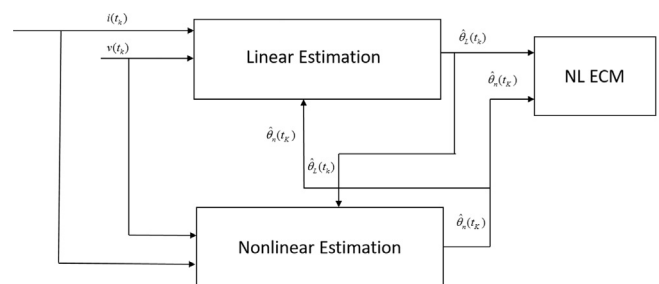 i(t_k)
v(t_k)
Linear Estimation
θ̂_L(t_k)
θ̂_n(t_K)
NL ECM
θ̂_n(t_K)
θ̂_L(t_k)
θ̂_n(t_K)
Nonlinear Estimation